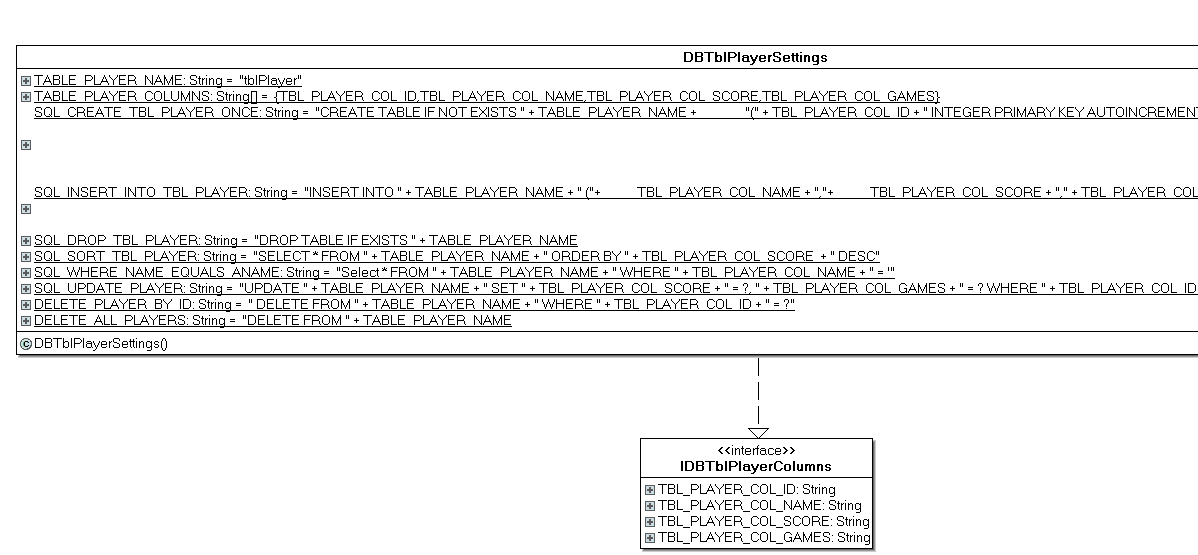 DBTblPlayerSettings
TABLE_PLAYER_NAME: String = "tblPlayer"
TABLE_PLAYER_COLUMNS: String[] = {TBL_PLAYER_COL_ID,TBL_PLAYER_COL_NAME,TBL_PLAYER_COL_SCORE,TBL_PLAYER_COL_GAMES}
SQL_CREATE_TBL_PLAYER_ONCE: String = "CREATE TABLE IF NOT EXISTS " + TABLE_PLAYER_NAME + "(" + TBL_PLAYER_COL_ID + " INTEGER PRIMARY KEY AUTOINCREMENT
SQL_INSERT_INTO_TBL_PLAYER: String = "INSERT INTO " + TABLE_PLAYER_NAME + " ("+ TBL_PLAYER_COL_NAME + ","+ TBL_PLAYER_COL_SCORE + "," + TBL_PLAYER_COL
SQL_DROP_TBL_PLAYER: String = "DROP TABLE IF EXISTS " + TABLE_PLAYER_NAME
SQL_SORT_TBL_PLAYER: String = "SELECT * FROM " + TABLE_PLAYER_NAME + " ORDER BY " + TBL_PLAYER_COL_SCORE + " DESC"
SQL_WHERE_NAME_EQUALS_ANAME: String = "Select * FROM " + TABLE_PLAYER_NAME + " WHERE " + TBL_PLAYER_COL_NAME + " = '"
SQL_UPDATE_PLAYER: String = "UPDATE " + TABLE_PLAYER_NAME + " SET " + TBL_PLAYER_COL_SCORE + " = ?, " + TBL_PLAYER_COL_GAMES + " = ? WHERE " + TBL_PLAYER_COL_ID
DELETE_PLAYER_BY_ID: String = " DELETE FROM " + TABLE_PLAYER_NAME + " WHERE " + TBL_PLAYER_COL_ID + " = ?"
DELETE_ALL_PLAYERS: String = "DELETE FROM " + TABLE_PLAYER_NAME
DBTblPlayerSettings()
<<interface>>
IDBTblPlayerColumns
TBL_PLAYER_COL_ID: String
TBL_PLAYER_COL_NAME: String
TBL_PLAYER_COL_SCORE: String
TBL_PLAYER_COL_GAMES: String